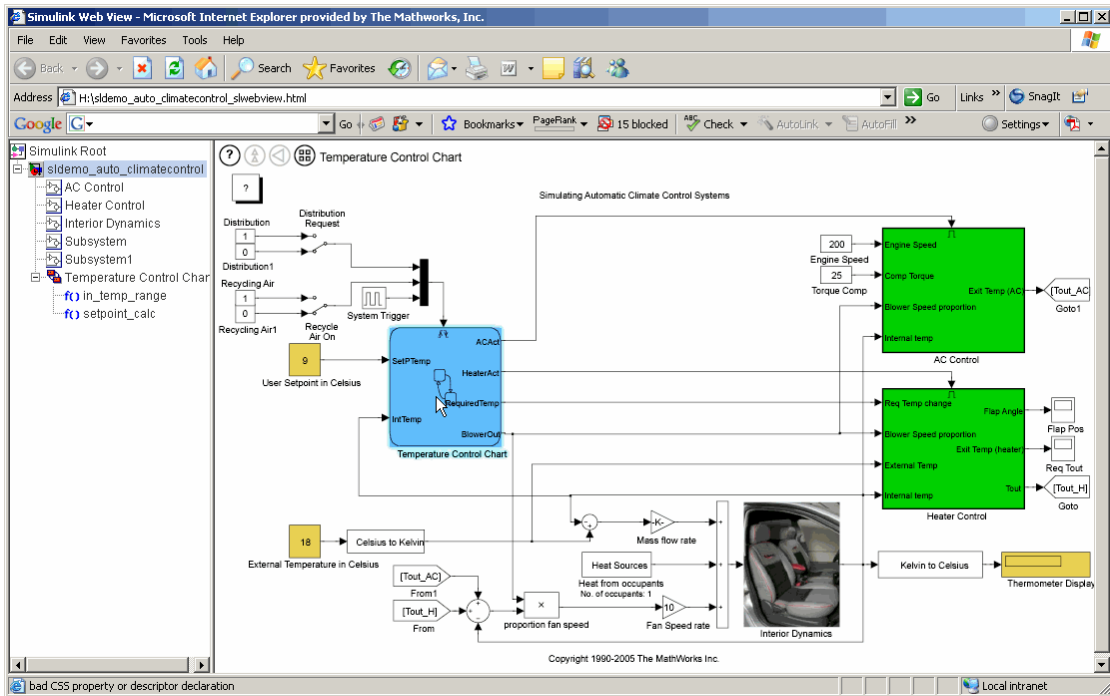 Simulink Web View - Microsoft Internet Explorer provided by The Mathworks, Inc.
File Edit View Favorites Tools Help
Back Search Favorites W
Address H:\sldemo_auto_climatecontrol_slwebview.html Go Links » SnagIt
Google G Go Bookmarks PageRank 15 blocked ABC Check AutoLink AutoFill » Settings
Simulink Root
sldemo_auto_climatecontrol
AC Control
Heater Control
Interior Dynamics
Subsystem
Subsystem1
Temperature Control Char
f() in_temp_range
f() setpoint_calc
? Temperature Control Chart
?
Simulating Automatic Climate Control Systems
Distribution
1
0
Distribution1
Distribution
Request
Recycling Air
1
0
Recycling Air1
Recycle
Air On
System Trigger
9
User Setpoint in Celsius
SetPTemp
IntTemp
ACAct
HeaterAct
RequiredTemp
BlowerOut
Temperature Control Chart
200
Engine Speed
25
Torque Comp
Engine Speed
Comp Torque
Blower Speed proportion
Internal temp
Exit Temp (AC)
AC Control
[Tout_AC
Goto1
Req Temp change
Blower Speed proportion
External Temp
Internal temp
Flap Angle
Exit Temp (heater)
Tout
Heater Control
Flap Pos
Req Tout
[Tout_H]
Goto
18
External Temperature in Celsius
Celsius to Kelvin
[Tout_AC]
From1
[Tout_H]
From
×
proportion fan speed
-K-
Mass flow rate
Heat Sources
Heat from occupants
No. of occupants: 1
10
Fan Speed rate
Interior Dynamics
Kelvin to Celsius
Thermometer Display
Copyright 1990-2005 The MathWorks Inc.
bad CSS property or descriptor declaration Local intranet